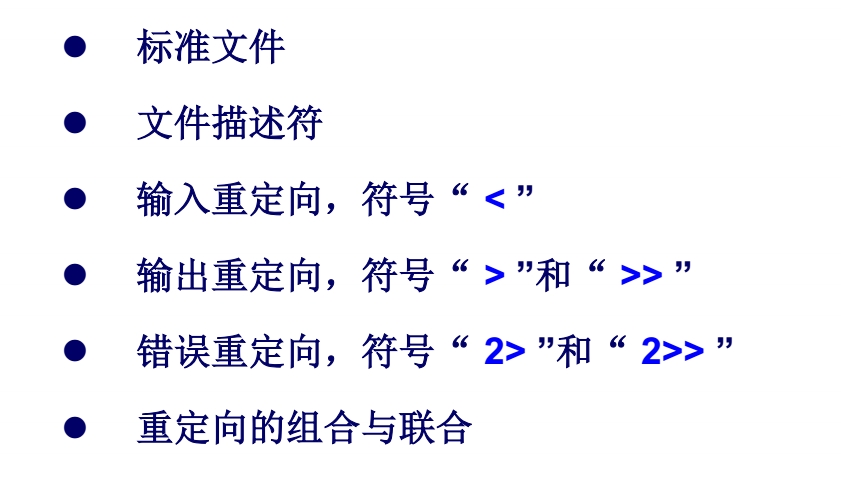 ● 标准文件
● 文件描述符
● 输入重定向，符号“ < ”
● 输出重定向，符号“ > ”和“ >> ”
● 错误重定向，符号“ 2> ”和“ 2>> ”
● 重定向的组合与联合